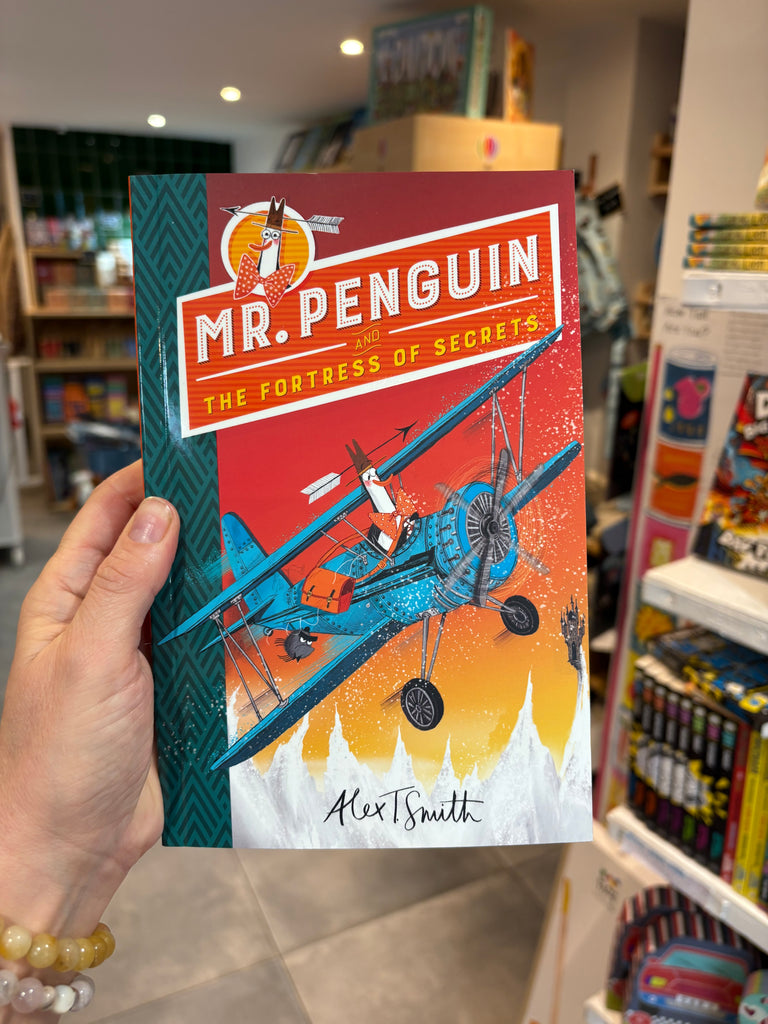 MR. PENGUIN
AND
THE FORTRESS OF SECRETS
Alex T. Smith